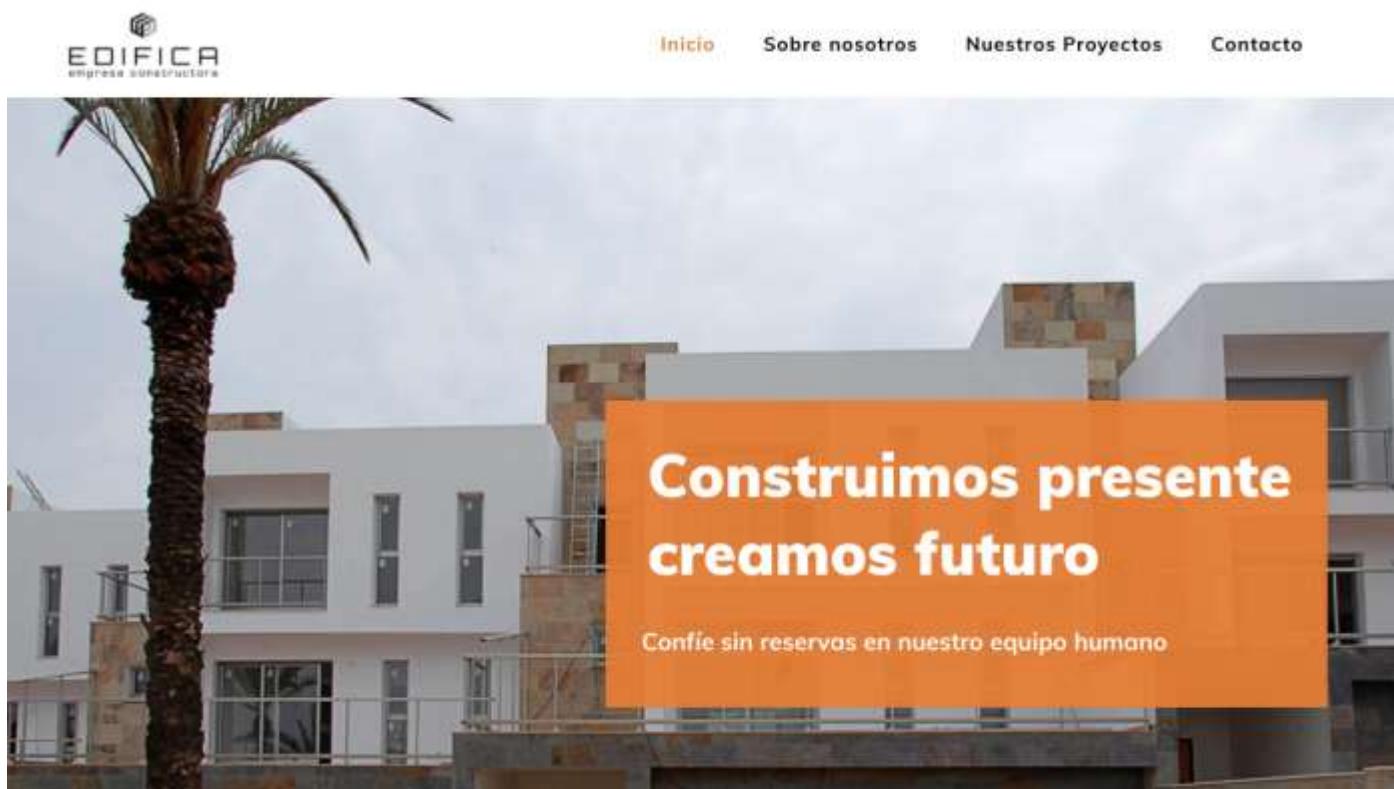 EDIFICA
empresa constructora
Inicio Sobre nosotros Nuestros Proyectos Contacto
Construimos presente
creamos futuro
Confíe sin reservas en nuestro equipo humano